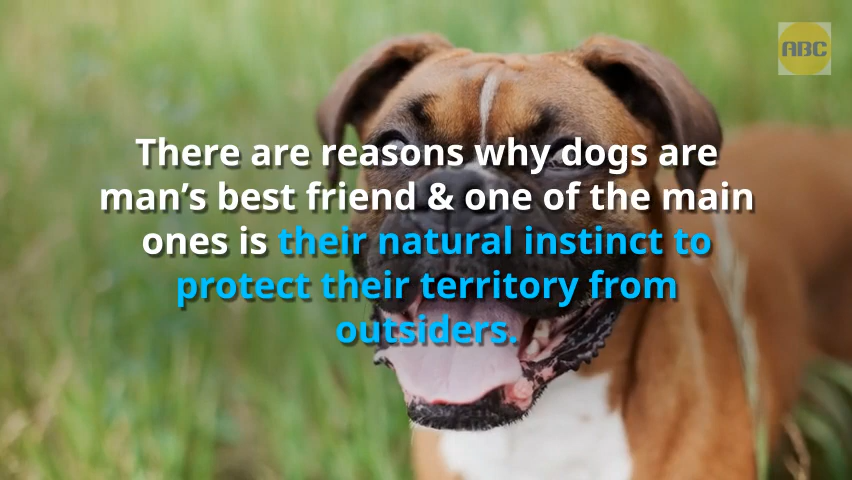 ABC
There are reasons why dogs are
man’s best friend & one of the main
ones is their natural instinct to
protect their territory from
outsiders.